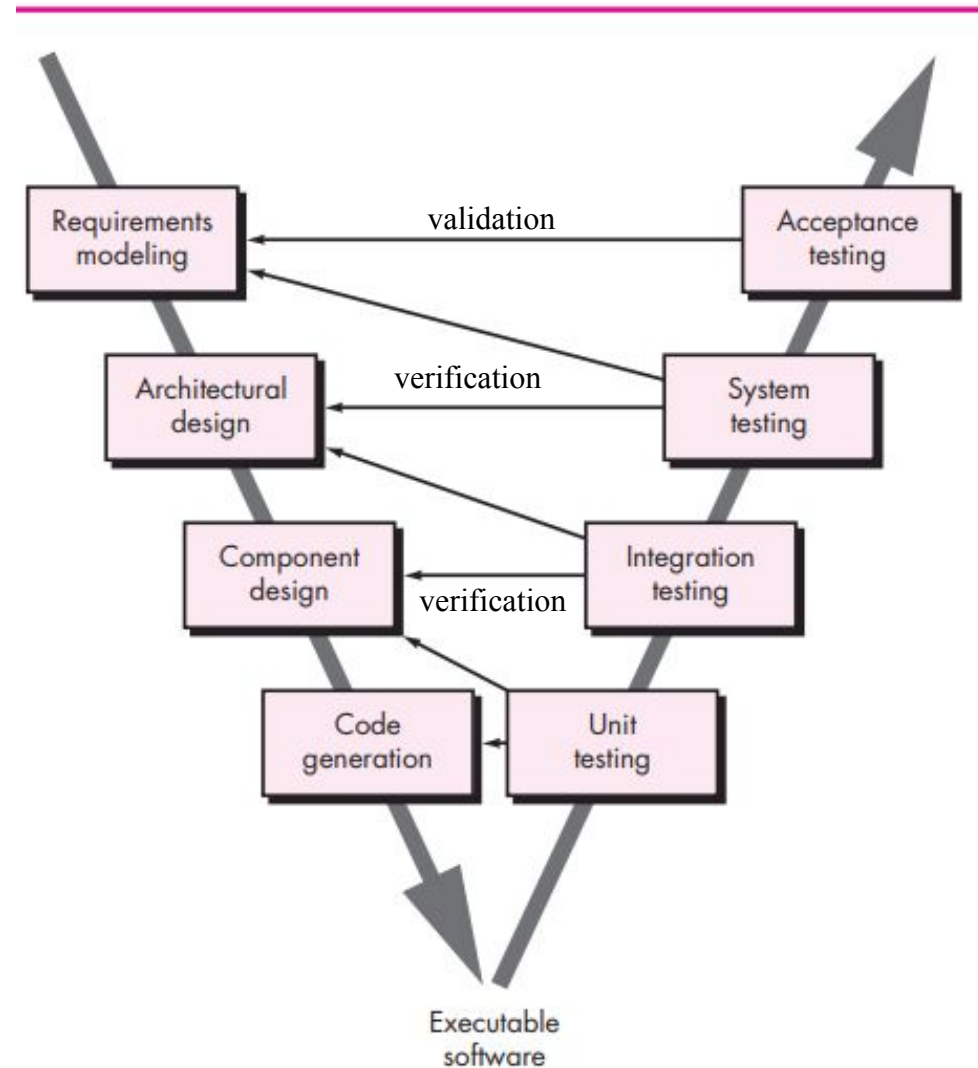 validation
Requirements
modeling
Acceptance
testing
verification
Architectural
design
System
testing
Component
design
Integration
testing
verification
Code
generation
Unit
testing
Executable
software